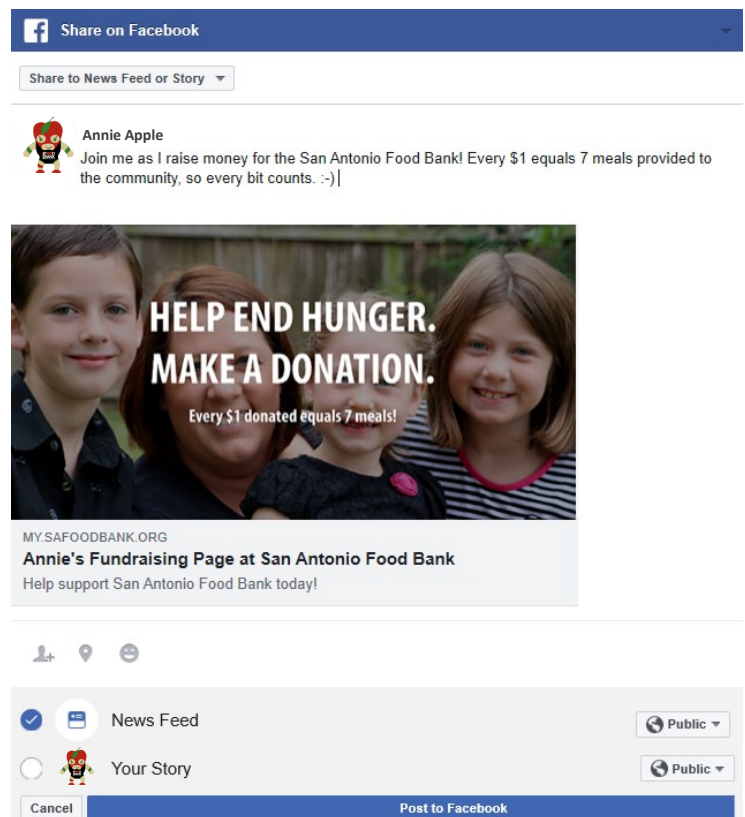 Share on Facebook
Share to News Feed or Story
Annie Apple
Join me as I raise money for the San Antonio Food Bank! Every $1 equals 7 meals provided to
the community, so every bit counts. :-)
HELP END HUNGER.
MAKE A DONATION.
Every $1 donated equals 7 meals!
MY.SAFOODBANK.ORG
Annie's Fundraising Page at San Antonio Food Bank
Help support San Antonio Food Bank today!
News Feed
Public
Your Story
Public
Cancel
Post to Facebook